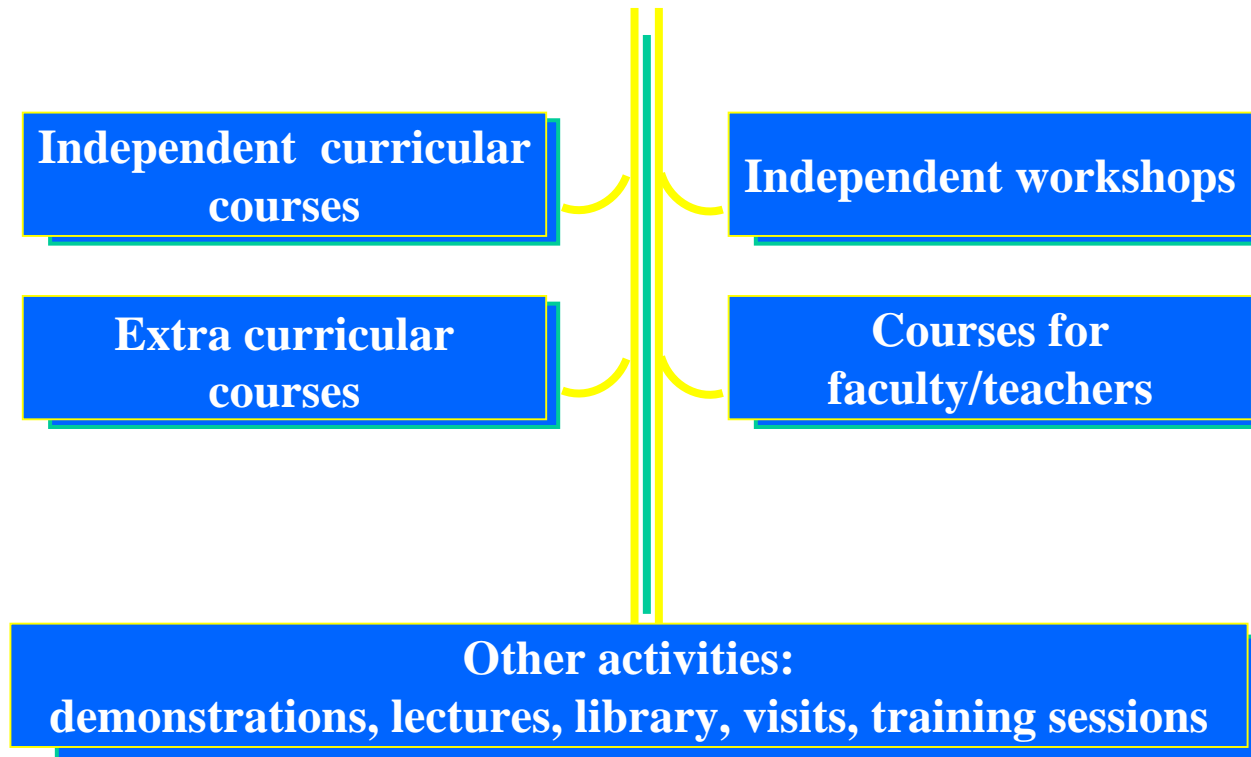 Independent  curricular
courses
Independent workshops
Extra curricular
courses
Courses for
faculty/teachers
Other activities:
demonstrations, lectures, library, visits, training sessions